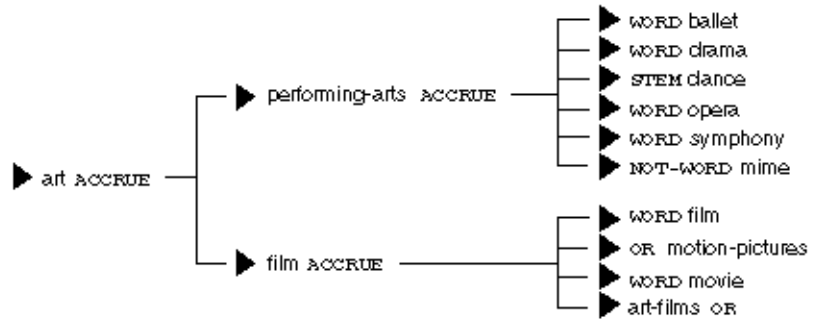 WORD ballet
WORD drama
STEM dance
performing-arts ACCRUE
WORD opera
WORD symphony
NOT-WORD mime
art ACCRUE
WORD film
OR motion-pictures
film ACCRUE
WORD movie
art-films OR